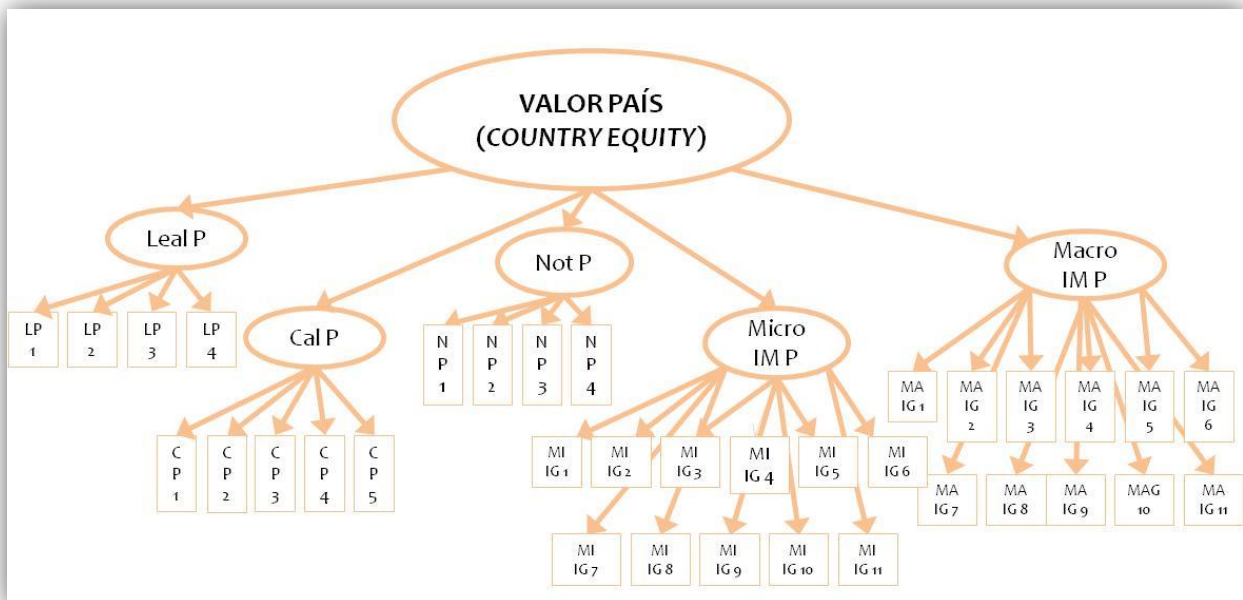 VALOR PAÍS
(COUNTRY EQUITY)
Leal P
LP
1
LP
2
LP
3
LP
4
Cal P
C
P
1
C
P
2
C
P
3
C
P
4
C
P
5
Not P
N
P
1
N
P
2
N
P
3
N
P
4
Micro
IM P
MI
IG 1
MI
IG 2
MI
IG 3
MI
IG 4
MI
IG 5
MI
IG 6
MI
IG 7
MI
IG 8
MI
IG 9
MI
IG 10
MI
IG 11
Macro
IM P
MA
IG 1
MA
IG
2
MA
IG
3
MA
IG
4
MA
IG
5
MA
IG
6
MA
IG 7
MA
IG 8
MA
IG 9
MAG
10
MA
IG 11